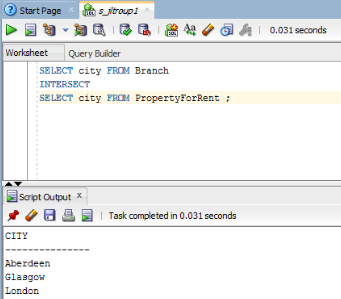 Start Page
s_jitroup1
0.031 seconds
Worksheet
Query Builder
SELECT city FROM Branch
INTERSECT
SELECT city FROM PropertyForRent ;
Script Output
Task completed in 0.031 seconds
CITY
---------------
Aberdeen
Glasgow
London